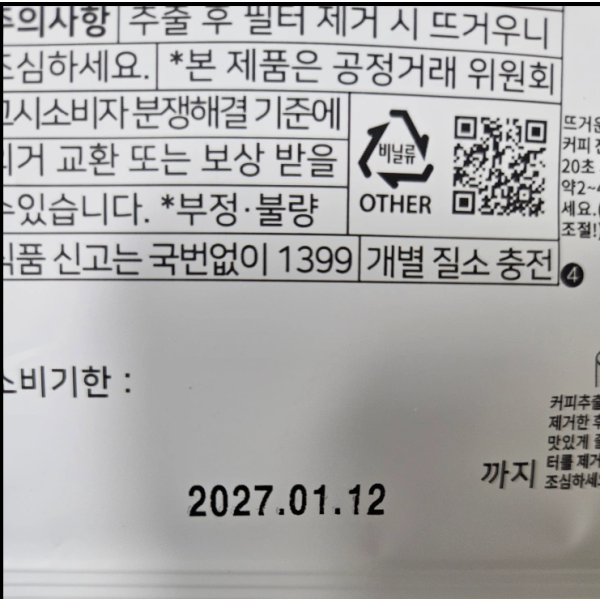 주의사항 추출 후 필터 제거 시 뜨거우니
조심하세요. *본 제품은 공정거래 위원회
고시소비자분쟁해결 기준에
의거 교환 또는 보상 받을
수있습니다. *부정·불량
식품 신고는 국번없이 1399 개별 질소 충전
비닐류
OTHER
뜨거운
커피
20초
약2~4
세요.
조절!)
4
소비기한 :
2027.01.12
까지
커피추출
제거한 후
맛있게
터를 제거
조심하세요